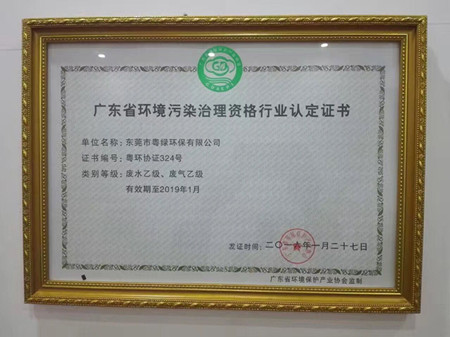 广东省环境污染治理资格行业认定证书
单位名称：东莞市粤绿环保有限公司
证书编号：粤环协证324号
类别等级：废水乙级、废气乙级
有效期至2019年1月
发证时间：二〇一六年一月二十七日
广东省环境保护产业协会监制